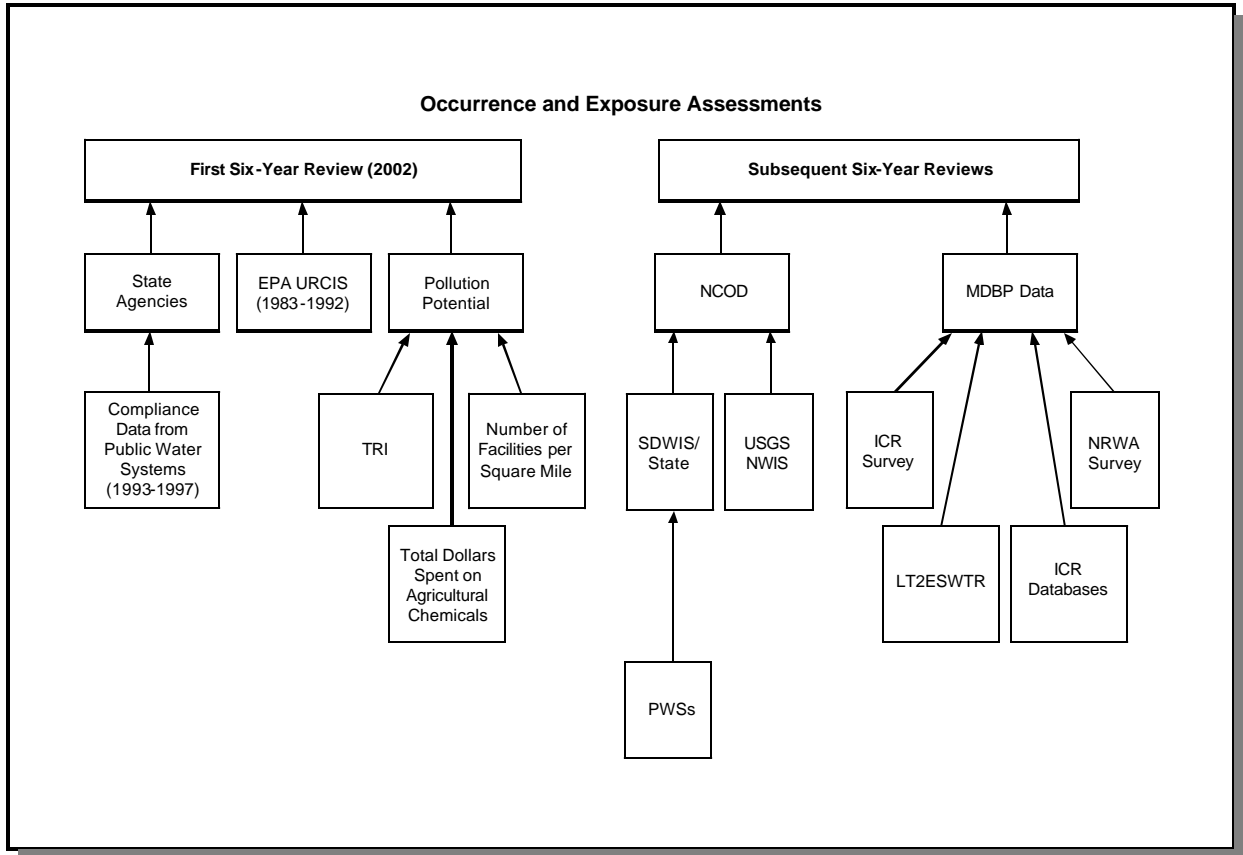 Occurrence and Exposure Assessments
First Six-Year Review (2002)
Subsequent Six-Year Reviews
State
Agencies
EPA URCIS
(1983-1992)
Pollution
Potential
NCOD
MDBP Data
Compliance
Data from
Public Water
Systems
(1993-1997)
TRI
Number of
Facilities per
Square Mile
SDWIS/
State
USGS
NWIS
ICR
Survey
NRWA
Survey
Total Dollars
Spent on
Agricultural
Chemicals
LT2ESWTR
ICR
Databases
PWSs